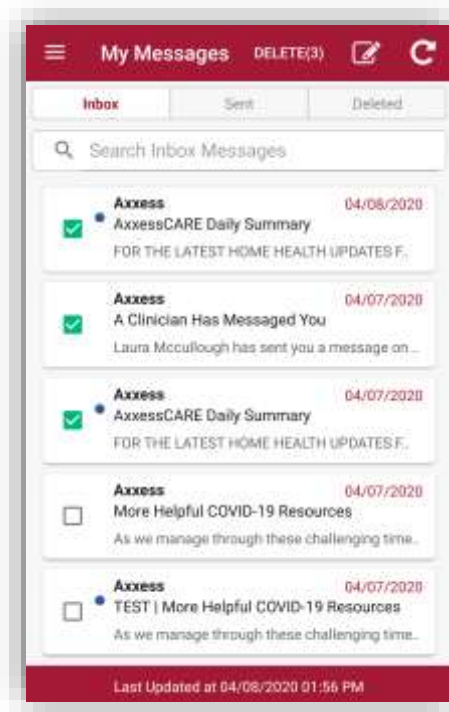 My Messages DELETE(3)
Inbox Sent Deleted
Search Inbox Messages
Axxess 04/08/2020
AxxessCARE Daily Summary
FOR THE LATEST HOME HEALTH UPDATES F..
Axxess 04/07/2020
A Clinician Has Messaged You
Laura Mccullough has sent you a message on ...
Axxess 04/07/2020
AxxessCARE Daily Summary
FOR THE LATEST HOME HEALTH UPDATES F..
Axxess 04/07/2020
More Helpful COVID-19 Resources
As we manage through these challenging time..
Axxess 04/07/2020
TEST | More Helpful COVID-19 Resources
As we manage through these challenging time..
Last Updated at 04/08/2020 01:56 PM